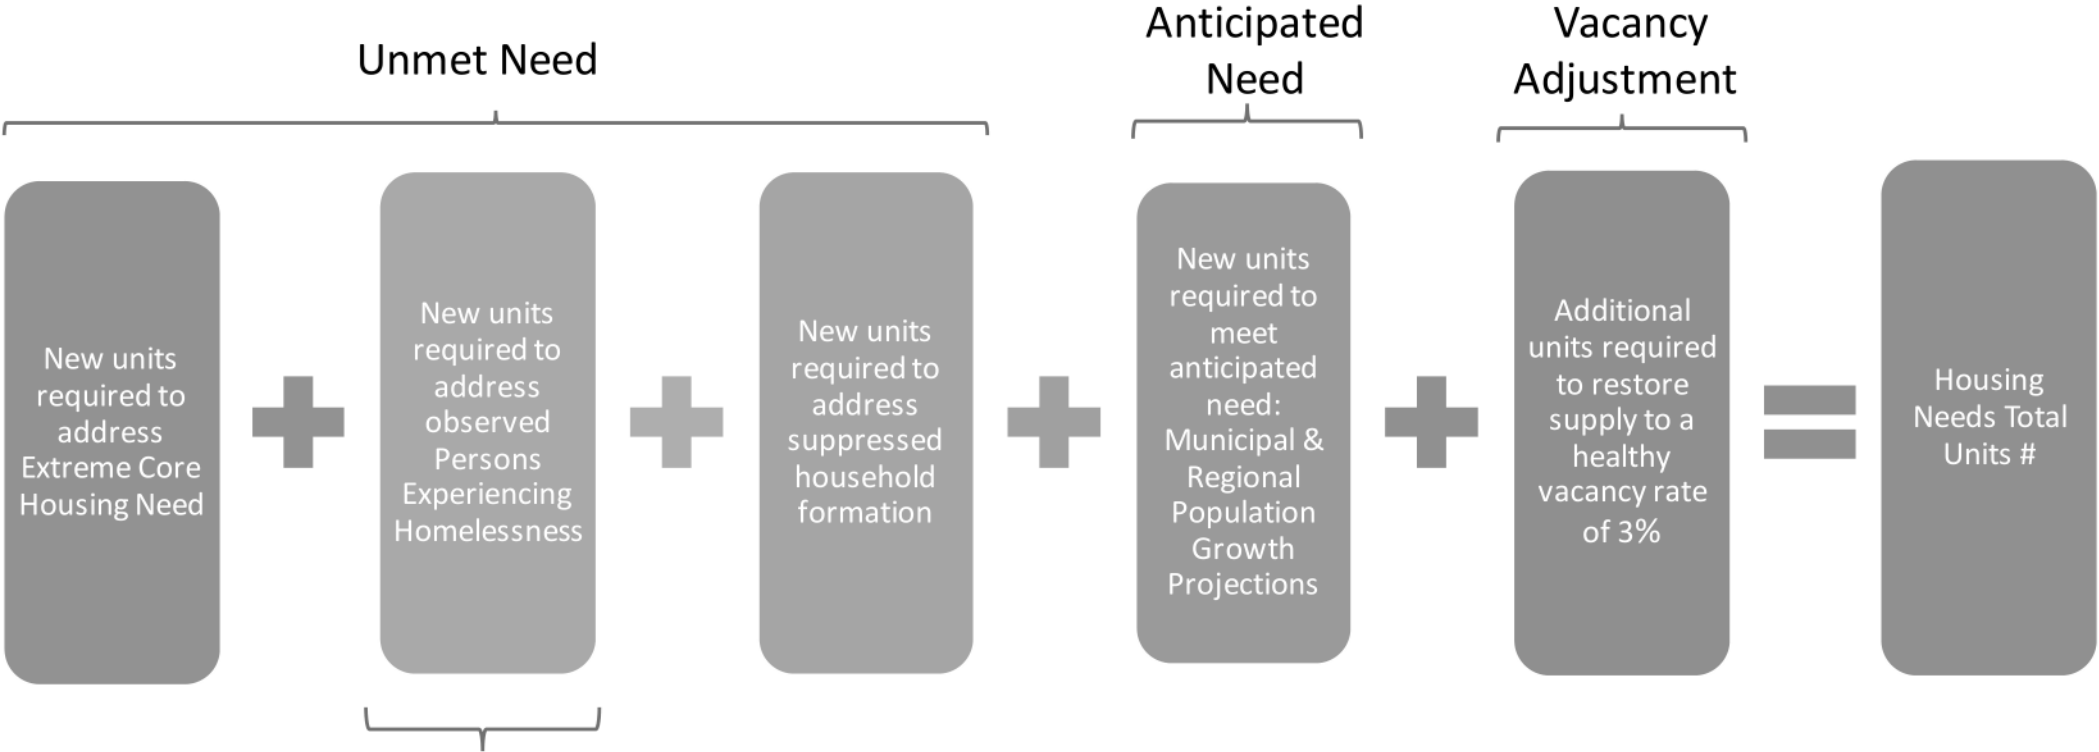 Unmet Need
Anticipated
Need
Vacancy
Adjustment
New units
required to
address
Extreme Core
Housing Need
New units
required to
address
observed
Persons
Experiencing
Homelessness
New units
required to
address
suppressed
household
formation
New units
required to
meet
anticipated
need:
Municipal &
Regional
Population
Growth
Projections
Additional
units required
to restore
supply to a
healthy
vacancy rate
of 3%
Housing
Needs Total
Units #